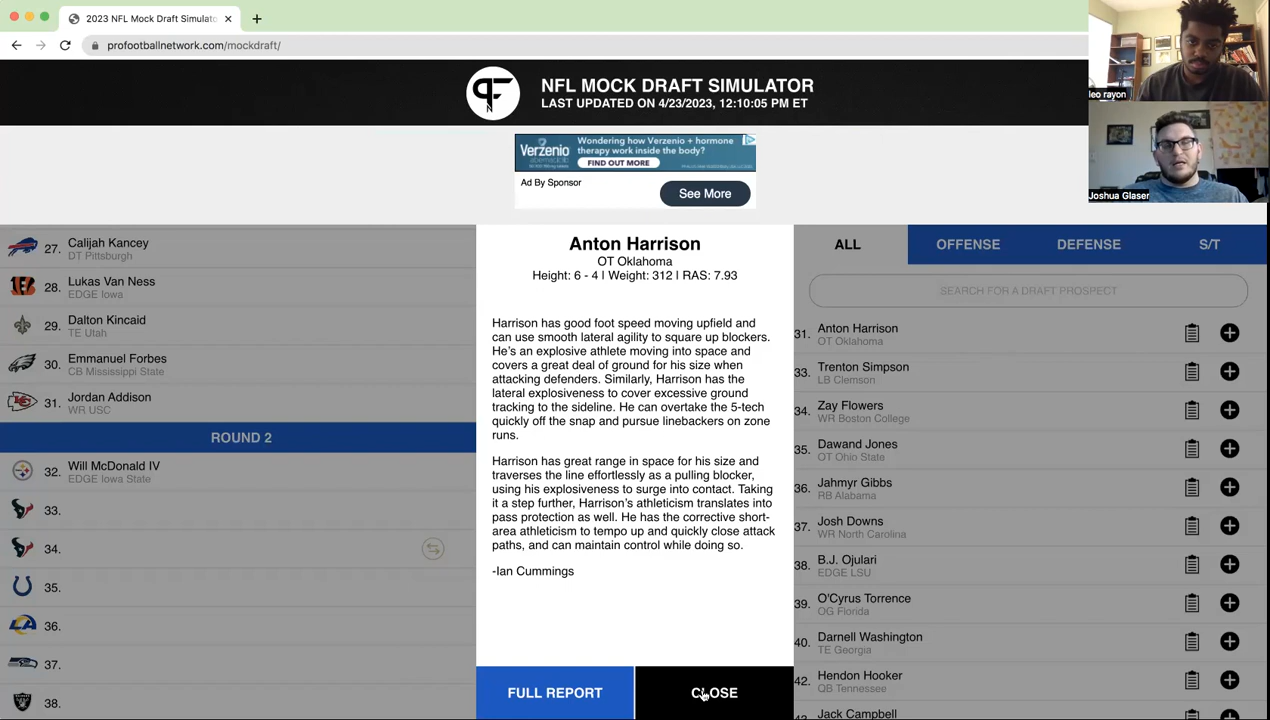 2023 NFL Mock Draft Simulato
profootballnetwork.com/mockdraft/
PF
N
NFL MOCK DRAFT SIMULATOR
LAST UPDATED ON 4/23/2023, 12:10:05 PM ET
leo rayon
Joshua Glaser
Verzenio
abemaciclib
Wondering how Verzenio + hormone
therapy work inside the body?
FIND OUT MORE
Ad By Sponsor
See More
27. Calijah Kancey
DT Pittsburgh
28. Lukas Van Ness
EDGE Iowa
29. Dalton Kincaid
TE Utah
30. Emmanuel Forbes
CB Mississippi State
31. Jordan Addison
WR USC
ROUND 2
32. Will McDonald IV
EDGE Iowa State
33.
34.
35.
36.
37.
38.
Anton Harrison
OT Oklahoma
Height: 6 - 4 | Weight: 312 | RAS: 7.93
Harrison has good foot speed moving upfield and
can use smooth lateral agility to square up blockers.
He's an explosive athlete moving into space and
covers a great deal of ground for his size when
attacking defenders. Similarly, Harrison has the
lateral explosiveness to cover excessive ground
tracking to the sideline. He can overtake the 5-tech
quickly off the snap and pursue linebackers on zone
runs.
Harrison has great range in space for his size and
traverses the line effortlessly as a pulling blocker,
using his explosiveness to surge into contact. Taking
it a step further, Harrison's athleticism translates into
pass protection as well. He has the corrective short-
area athleticism to tempo up and quickly close attack
paths, and can maintain control while doing so.
-Ian Cummings
FULL REPORT
CLOSE
ALL
OFFENSE
DEFENSE
S/T
SEARCH FOR A DRAFT PROSPECT
31. Anton Harrison
OT Oklahoma
33. Trenton Simpson
LB Clemson
34. Zay Flowers
WR Boston College
35. Dawand Jones
OT Ohio State
36. Jahmyr Gibbs
RB Alabama
37. Josh Downs
WR North Carolina
38. B.J. Ojulari
EDGE LSU
39. O'Cyrus Torrence
OG Florida
40. Darnell Washington
TE Georgia
42. Hendon Hooker
QB Tennessee
Jack Campbell